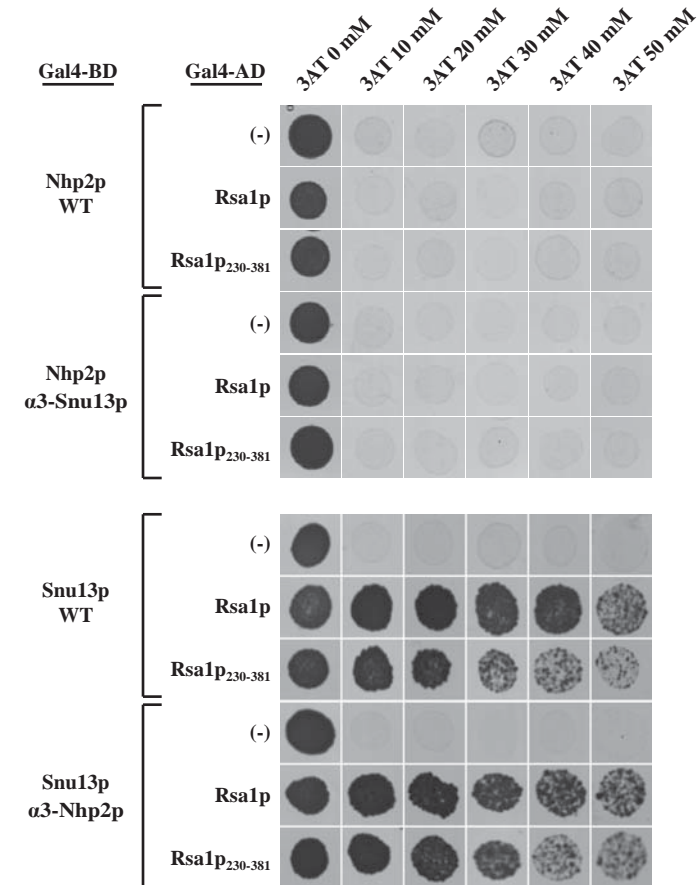 Gal4-BD Gal4-AD 3AT 0 mM 3AT 10 mM 3AT 20 mM 3AT 30 mM 3AT 40 mM 3AT 50 mM
(-)
Nhp2p
WT
Rsa1p
Rsa1p230-381
(-)
Nhp2p
α3-Snu13p
Rsa1p
Rsa1p230-381
(-)
Snu13p
WT
Rsa1p
Rsa1p230-381
(-)
Snu13p
α3-Nhp2p
Rsa1p
Rsa1p230-381